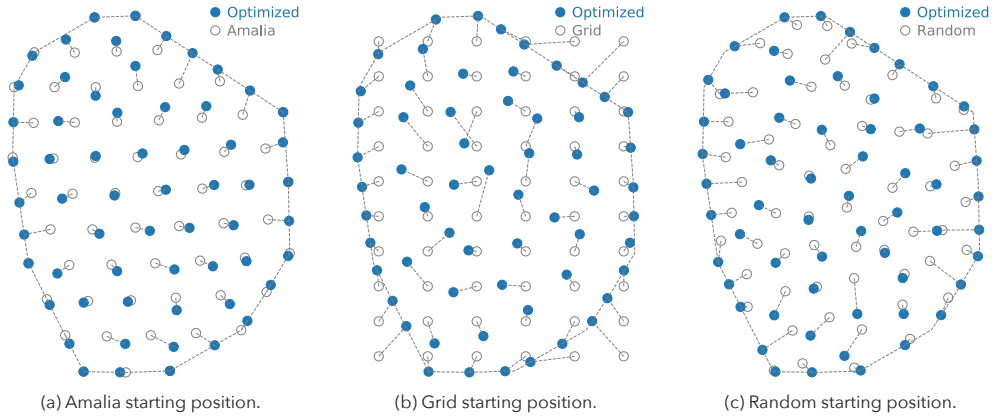 Optimized
Amalia
Optimized
Grid
Optimized
Random
(a) Amalia starting position.
(b) Grid starting position.
(c) Random starting position.